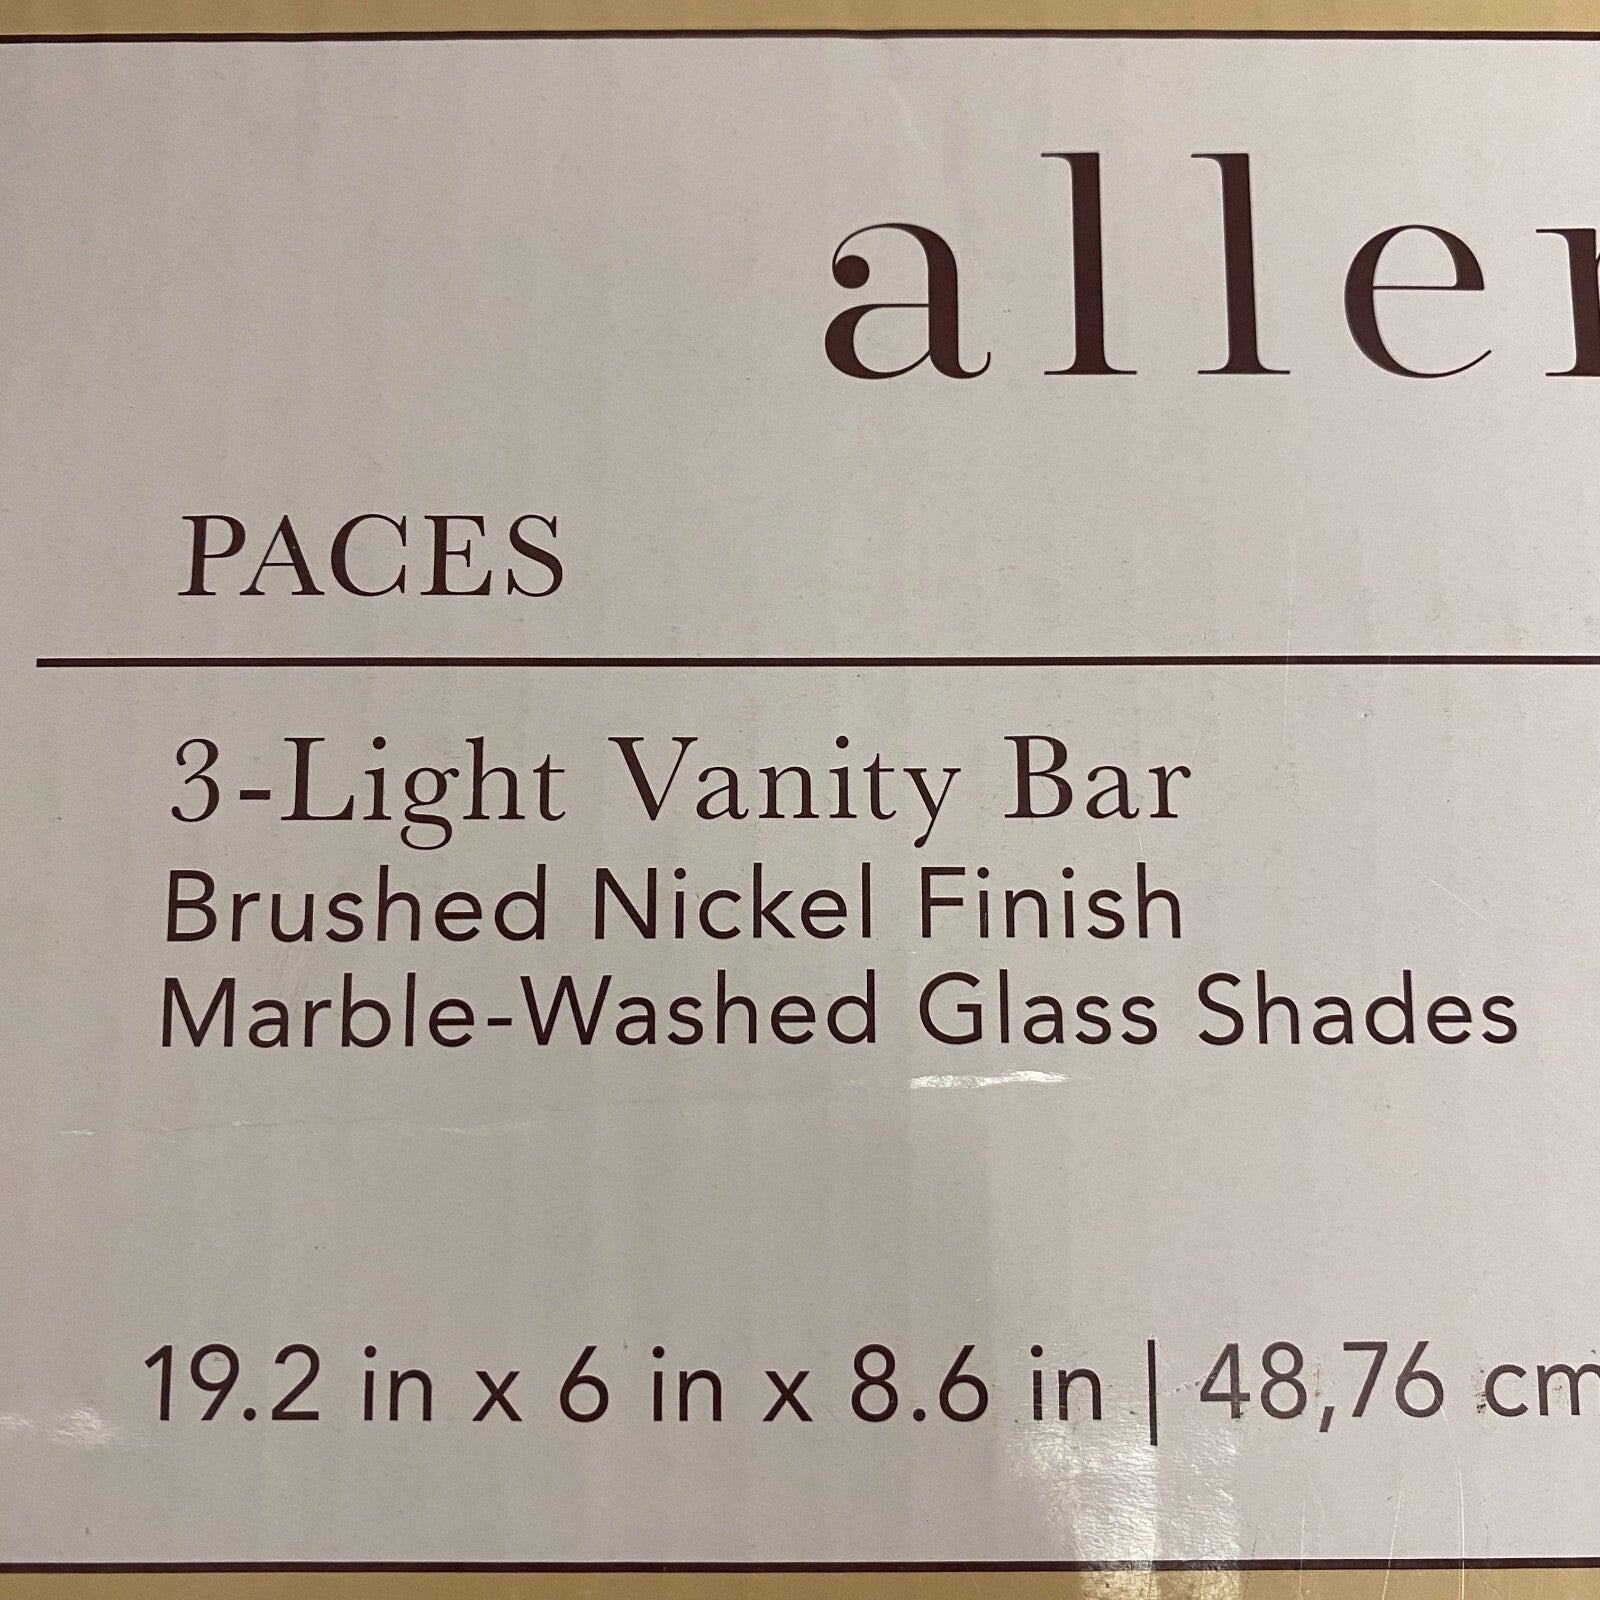 allen
PACES
3-Light Vanity Bar
Brushed Nickel Finish
Marble-Washed Glass Shades
19.2 in x 6 in x 8.6 in | 48,76 cm